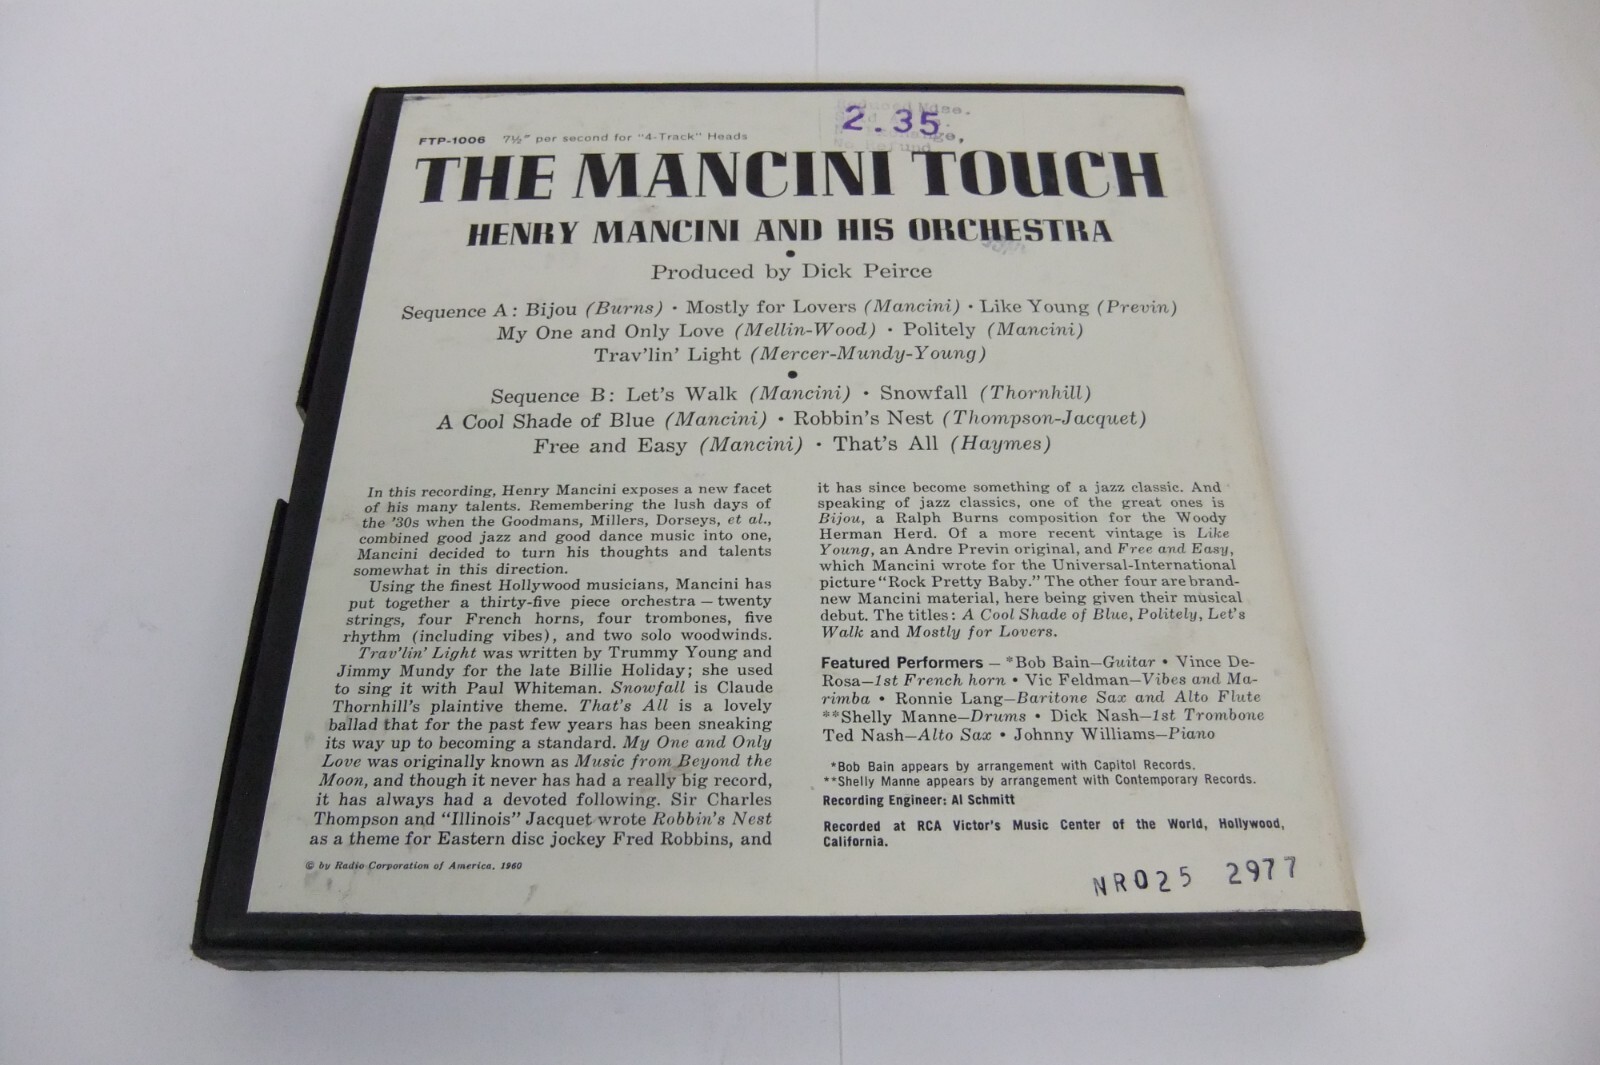 2.35
FTP-1006 7½" per second for "4-Track" Heads
THE MANCINI TOUCH
HENRY MANCINI AND HIS ORCHESTRA
•
Produced by Dick Peirce
Sequence A: Bijou (Burns) • Mostly for Lovers (Mancini) • Like Young (Previn)
My One and Only Love (Mellin-Wood) • Politely (Mancini)
Trav'lin' Light (Mercer-Mundy-Young)
•
Sequence B: Let's Walk (Mancini) • Snowfall (Thornhill)
A Cool Shade of Blue (Mancini) • Robbin's Nest (Thompson-Jacquet)
Free and Easy (Mancini) • That's All (Haymes)
In this recording, Henry Mancini exposes a new facet
of his many talents. Remembering the lush days of
the '30s when the Goodmans, Millers, Dorseys, et al.,
combined good jazz and good dance music into one,
Mancini decided to turn his thoughts and talents
somewhat in this direction.
Using the finest Hollywood musicians, Mancini has
put together a thirty-five piece orchestra – twenty
strings, four French horns, four trombones, five
rhythm (including vibes), and two solo woodwinds.
Trav'lin' Light was written by Trummy Young and
Jimmy Mundy for the late Billie Holiday; she used
to sing it with Paul Whiteman. Snowfall is Claude
Thornhill's plaintive theme. That's All is a lovely
ballad that for the past few years has been sneaking
its way up to becoming a standard. My One and Only
Love was originally known as Music from Beyond the
Moon, and though it never has had a really big record,
it has always had a devoted following. Sir Charles
Thompson and "Illinois" Jacquet wrote Robbin's Nest
as a theme for Eastern disc jockey Fred Robbins, and
© by Radio Corporation of America, 1960
it has since become something of a jazz classic. And
speaking of jazz classics, one of the great ones is
Bijou, a Ralph Burns composition for the Woody
Herman Herd. Of a more recent vintage is Like
Young, an Andre Previn original, and Free and Easy,
which Mancini wrote for the Universal-International
picture "Rock Pretty Baby." The other four are brand-
new Mancini material, here being given their musical
debut. The titles: A Cool Shade of Blue, Politely, Let's
Walk and Mostly for Lovers.
Featured Performers – *Bob Bain–Guitar • Vince De-
Rosa–1st French horn • Vic Feldman–Vibes and Ma-
rimba • Ronnie Lang–Baritone Sax and Alto Flute
**Shelly Manne–Drums • Dick Nash–1st Trombone
Ted Nash–Alto Sax • Johnny Williams–Piano
*Bob Bain appears by arrangement with Capitol Records.
**Shelly Manne appears by arrangement with Contemporary Records.
Recording Engineer: Al Schmitt
Recorded at RCA Victor's Music Center of the World, Hollywood,
California.
NR025 2977